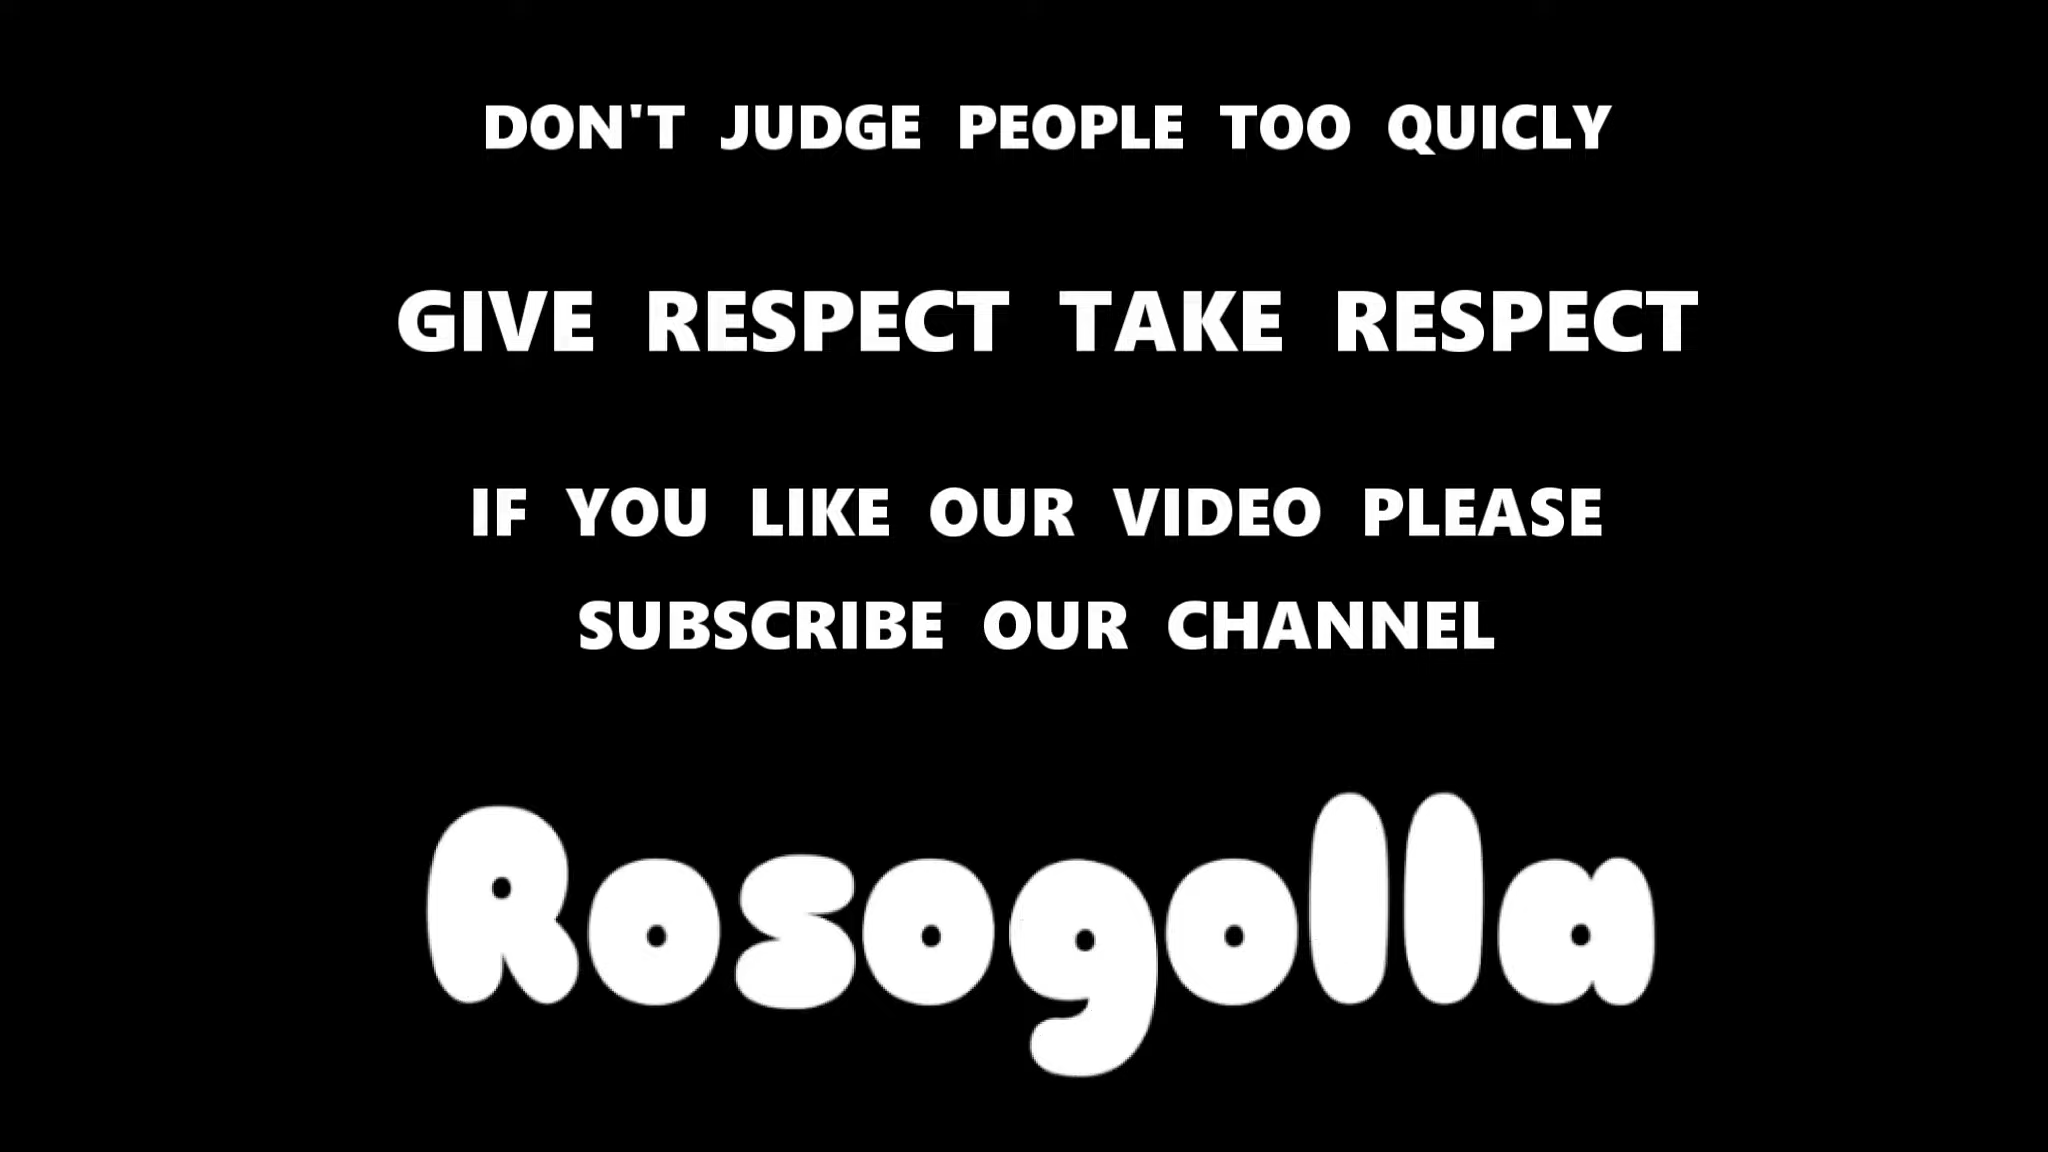 DON'T JUDGE PEOPLE TOO QUICLY
GIVE RESPECT TAKE RESPECT
IF YOU LIKE OUR VIDEO PLEASE
SUBSCRIBE OUR CHANNEL
Rosogolla